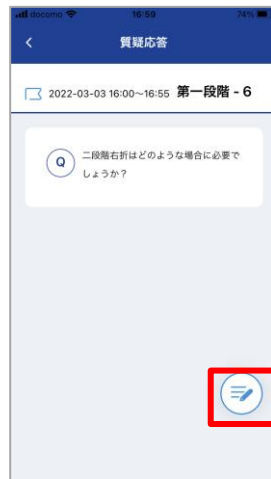 docomo 16:59 74%
質疑応答
2022-03-03 16:00~16:55 第一段階 - 6
Q 二段階右折はどのような場合に必要で
しょうか?